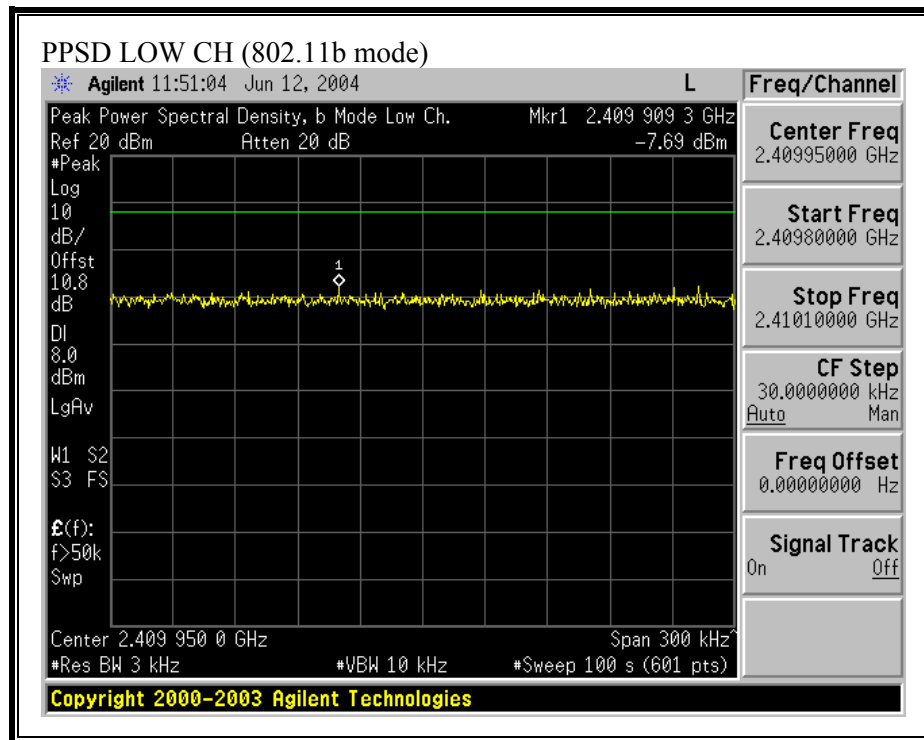 PPSD LOW CH (802.11b mode)
Agilent 11:51:04 Jun 12, 2004 L
Peak Power Spectral Density, b Mode Low Ch. Mkr1 2.409 909 3 GHz
Ref 20 dBm Atten 20 dB -7.69 dBm
#Peak
Log
10
dB/
Offst
10.8
dB
DI
8.0
dBm
LgAv
W1 S2
S3 FS
£(f):
f>50k
Swp
1
Center 2.409 950 0 GHz Span 300 kHz^
#Res BW 3 kHz #VBW 10 kHz #Sweep 100 s (601 pts)
Copyright 2000-2003 Agilent Technologies
Freq/Channel
Center Freq
2.40995000 GHz
Start Freq
2.40980000 GHz
Stop Freq
2.41010000 GHz
CF Step
30.0000000 kHz
Auto Man
Freq Offset
0.00000000 Hz
Signal Track
On Off